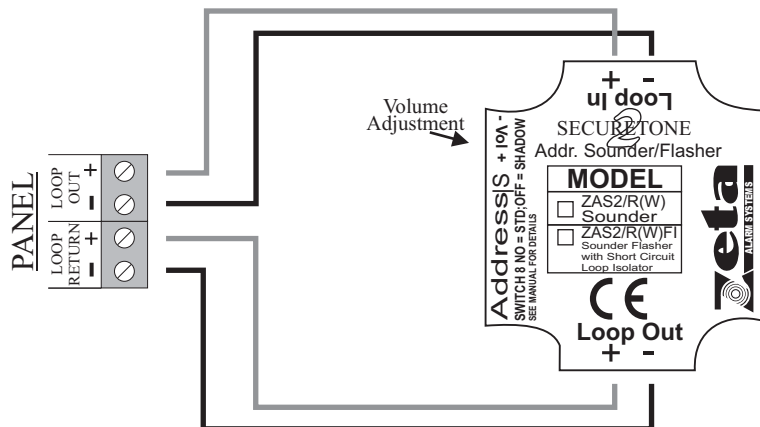 PANEL
LOOP
OUT
+
-
LOOP
RETURN
+
-
Volume
Adjustment
+ -
Loop In
2
SECURETONE
Addr. Sounder/Flasher
MODEL
ZAS2/R(W)
Sounder
ZAS2/R(W)FI
Sounder Flasher
with Short Circuit
Loop Isolator
CE
Loop Out
+ -
Address|S + Vol -
SWITCH 8 NO = STD;OFF = SHADOW
SEE MANUAL FOR DETAILS
Zeta
ALARM SYSTEMS